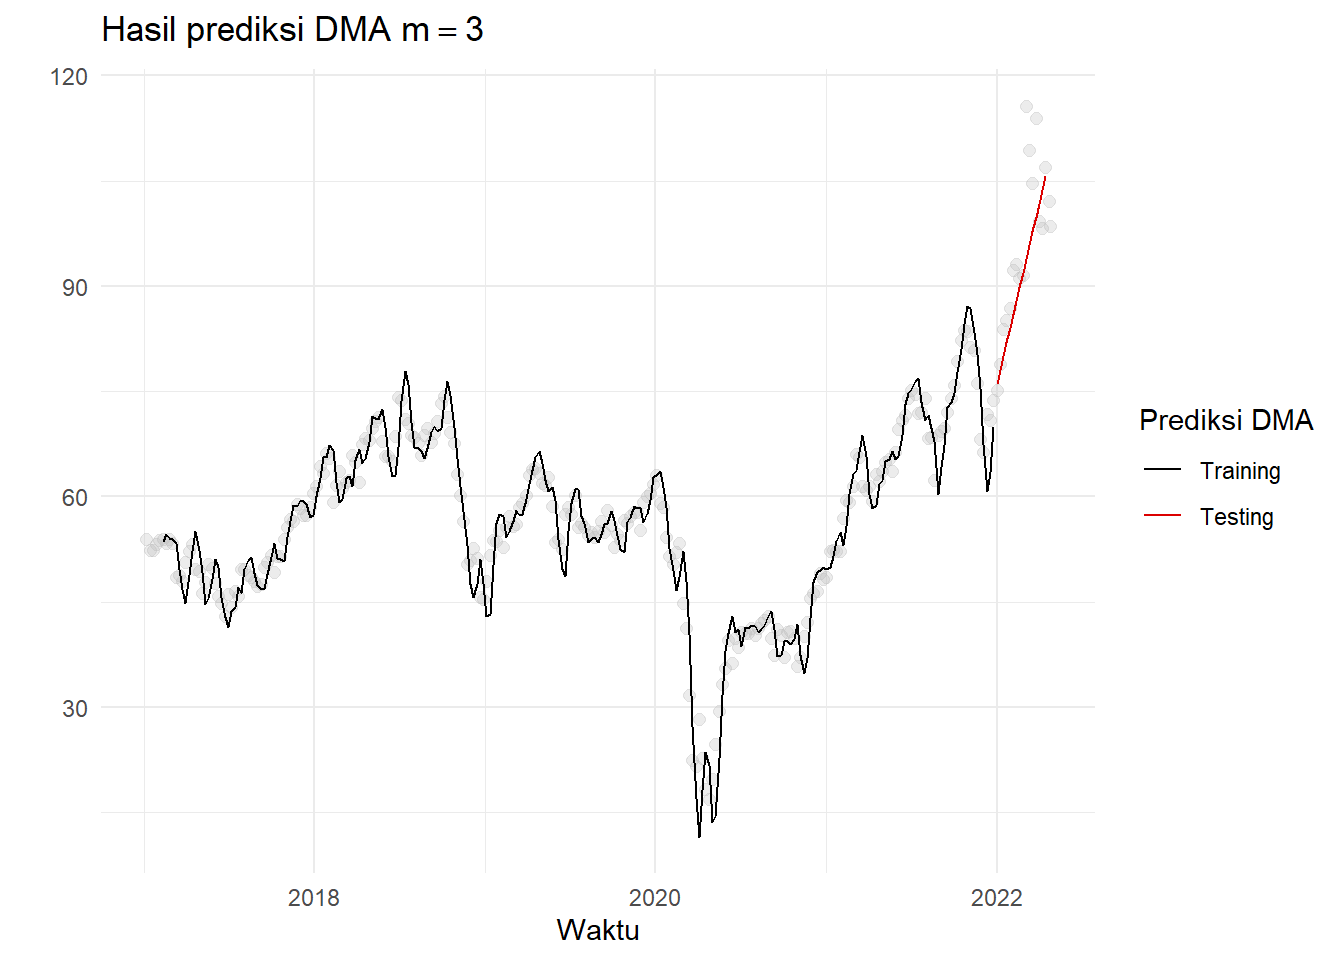 Hasil prediksi DMA m = 3
120
90
60
30
2018
2020
2022
Waktu
Prediksi DMA
Training
Testing